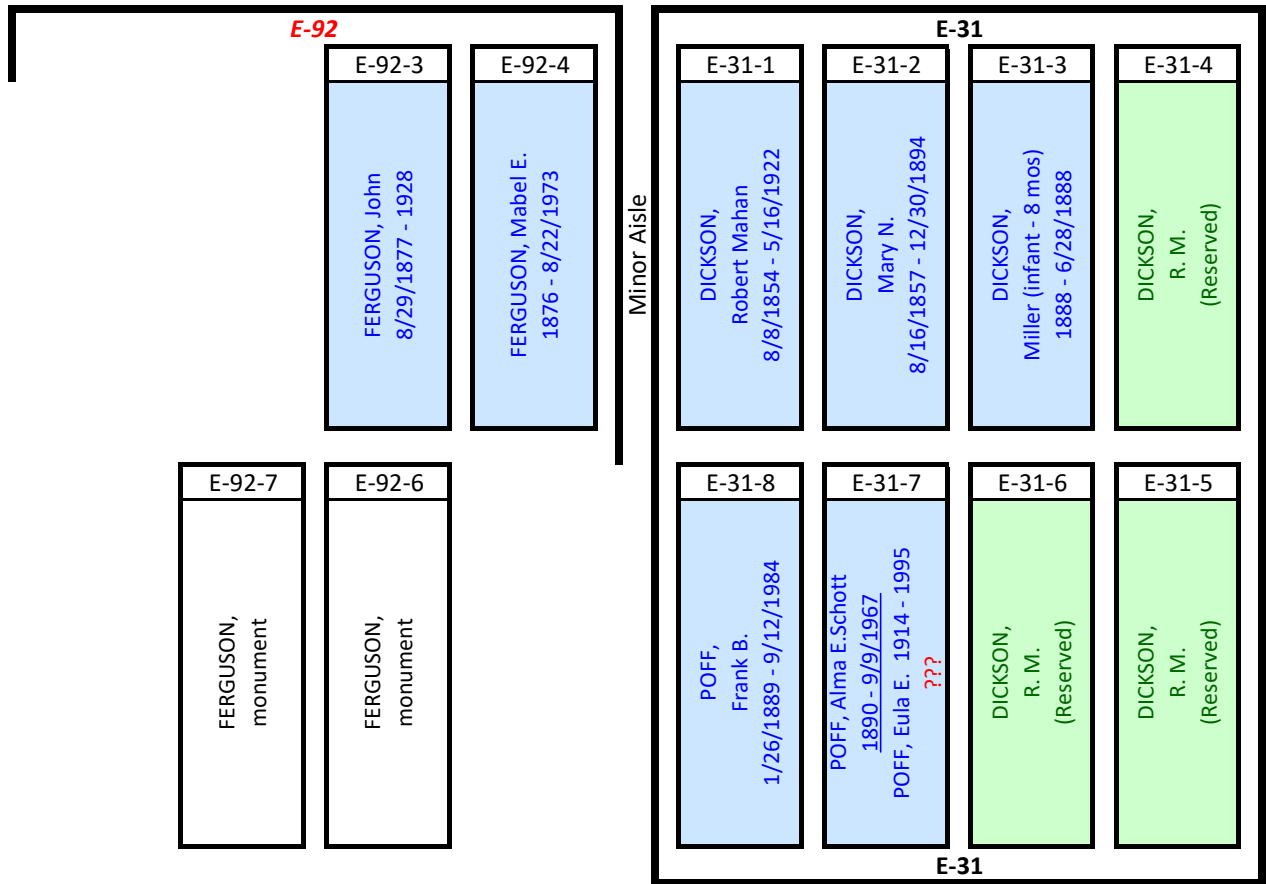 E-92
E-92-3
FERGUSON, John
8/29/1877 - 1928
E-92-4
FERGUSON, Mabel E.
1876 - 8/22/1973
E-92-7
FERGUSON,
monument
E-92-6
FERGUSON,
monument
Minor Aisle
E-31
E-31-1
DICKSON,
Robert Mahan
8/8/1854 - 5/16/1922
E-31-2
DICKSON,
Mary N.
8/16/1857 - 12/30/1894
E-31-3
DICKSON,
Miller (infant - 8 mos)
1888 - 6/28/1888
E-31-4
DICKSON,
R. M.
(Reserved)
E-31-8
POFF,
Frank B.
1/26/1889 - 9/12/1984
E-31-7
POFF, Alma E.Schott
1890 - 9/9/1967
POFF, Eula E. 1914 - 1995
???
E-31-6
DICKSON,
R. M.
(Reserved)
E-31-5
DICKSON,
R. M.
(Reserved)
E-31